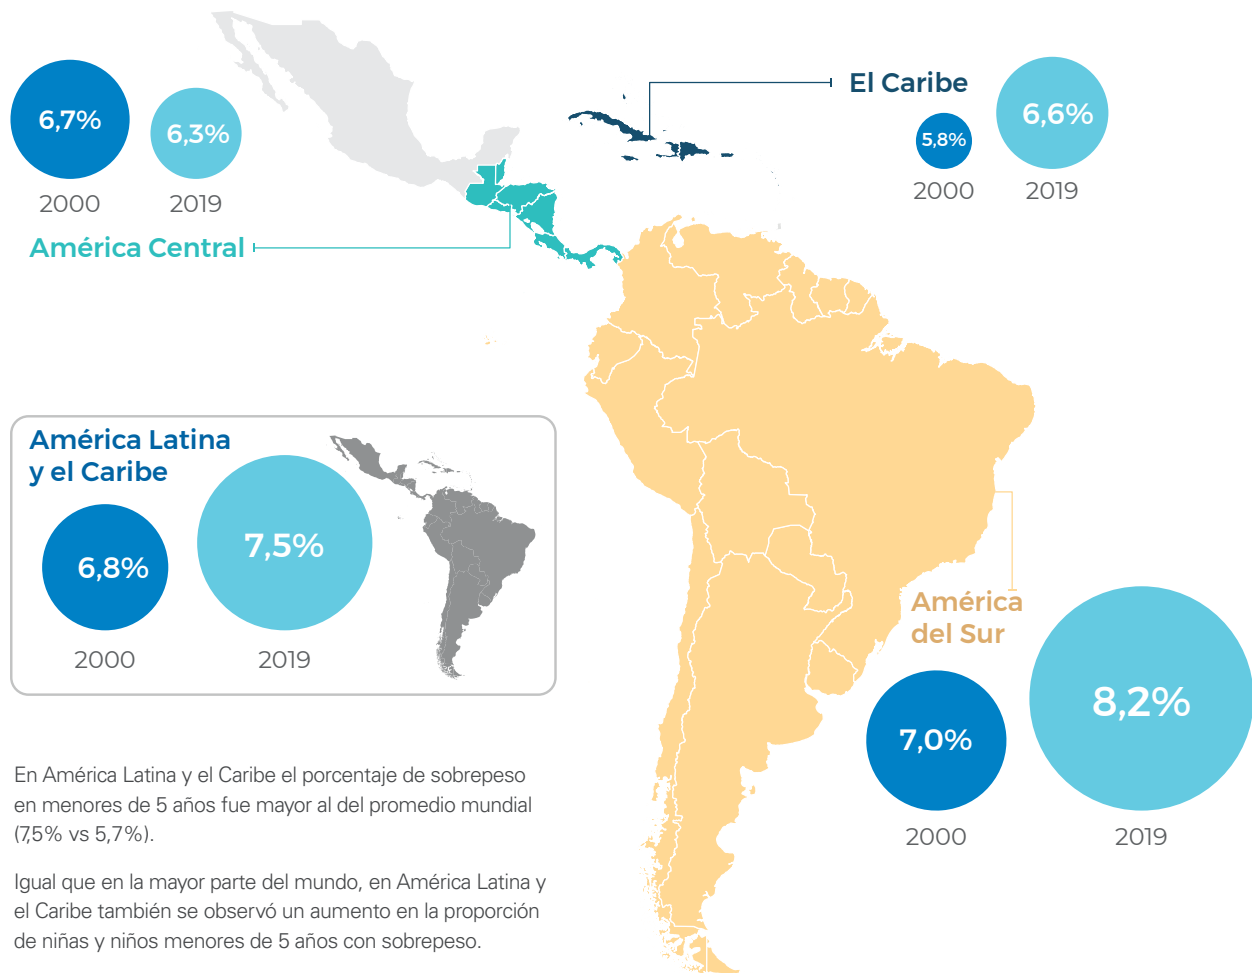 6,7%
6,3%
2000
2019
América Central
El Caribe
5,8%
6,6%
2000
2019
América Latina
y el Caribe
6,8%
7,5%
2000
2019
América
del Sur
7,0%
8,2%
2000
2019
En América Latina y el Caribe el porcentaje de sobrepeso
en menores de 5 años fue mayor al del promedio mundial
(7,5% vs 5,7%).
Igual que en la mayor parte del mundo, en América Latina y
el Caribe también se observó un aumento en la proporción
de niñas y niños menores de 5 años con sobrepeso.